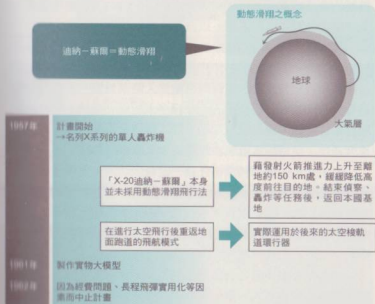 動態滑翔之概念
迪納－蘇爾＝動態滑翔
地球
大氣層
1957年
計畫開始
→名列X系列的單人轟炸機
「X-20迪納－蘇爾」本身
並未採用動態滑翔飛行法
藉發射火箭推進力上升至離
地約150 km處，緩緩降低高
度前往目的地、結束偵察、
轟炸等任務後，返回本國基
地
在進行太空飛行後重返地
面跑道的飛航模式
實際運用於後來的太空梭軌
道環行器
1961年
製作實物大模型
1963年
因為經費問題、長程飛彈實用化等因
素而中止計畫